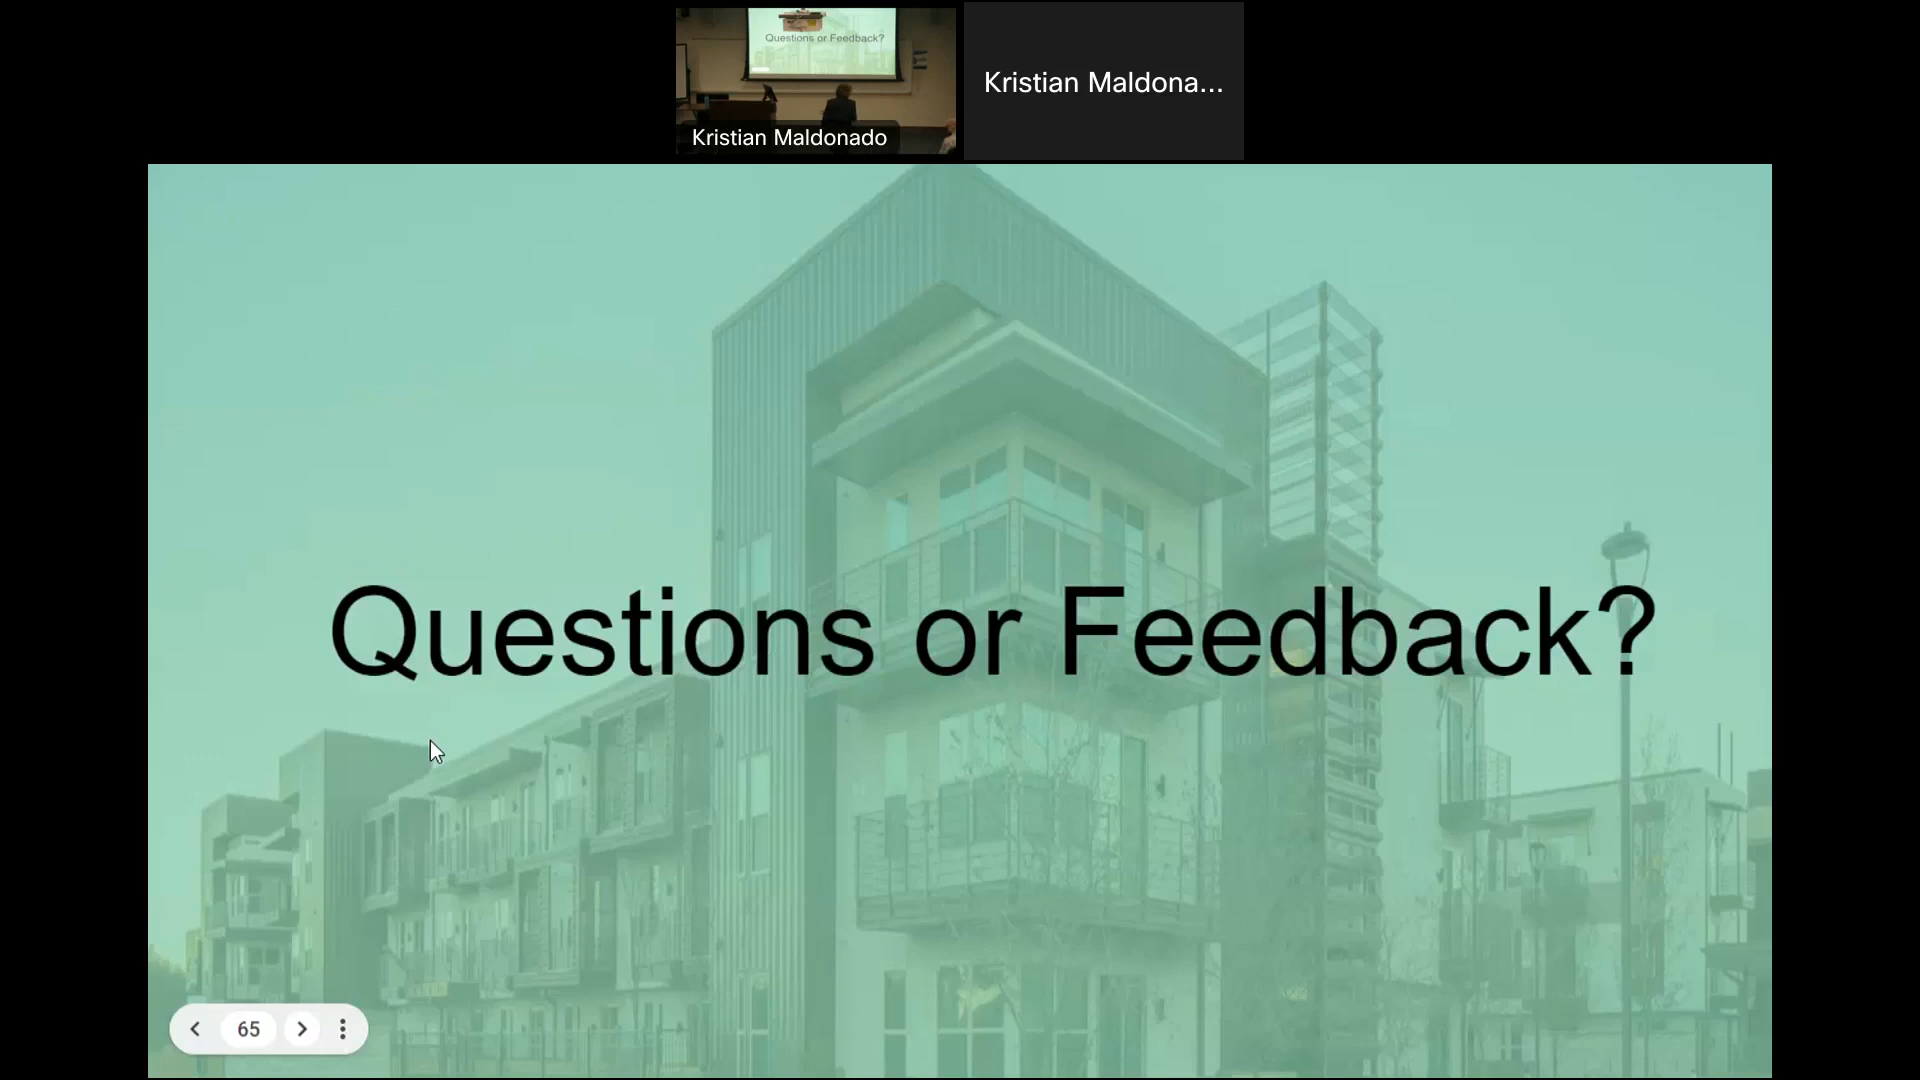 Questions or Feedback?
Kristian Maldonado
Kristian Maldona...
Questions or Feedback?
65